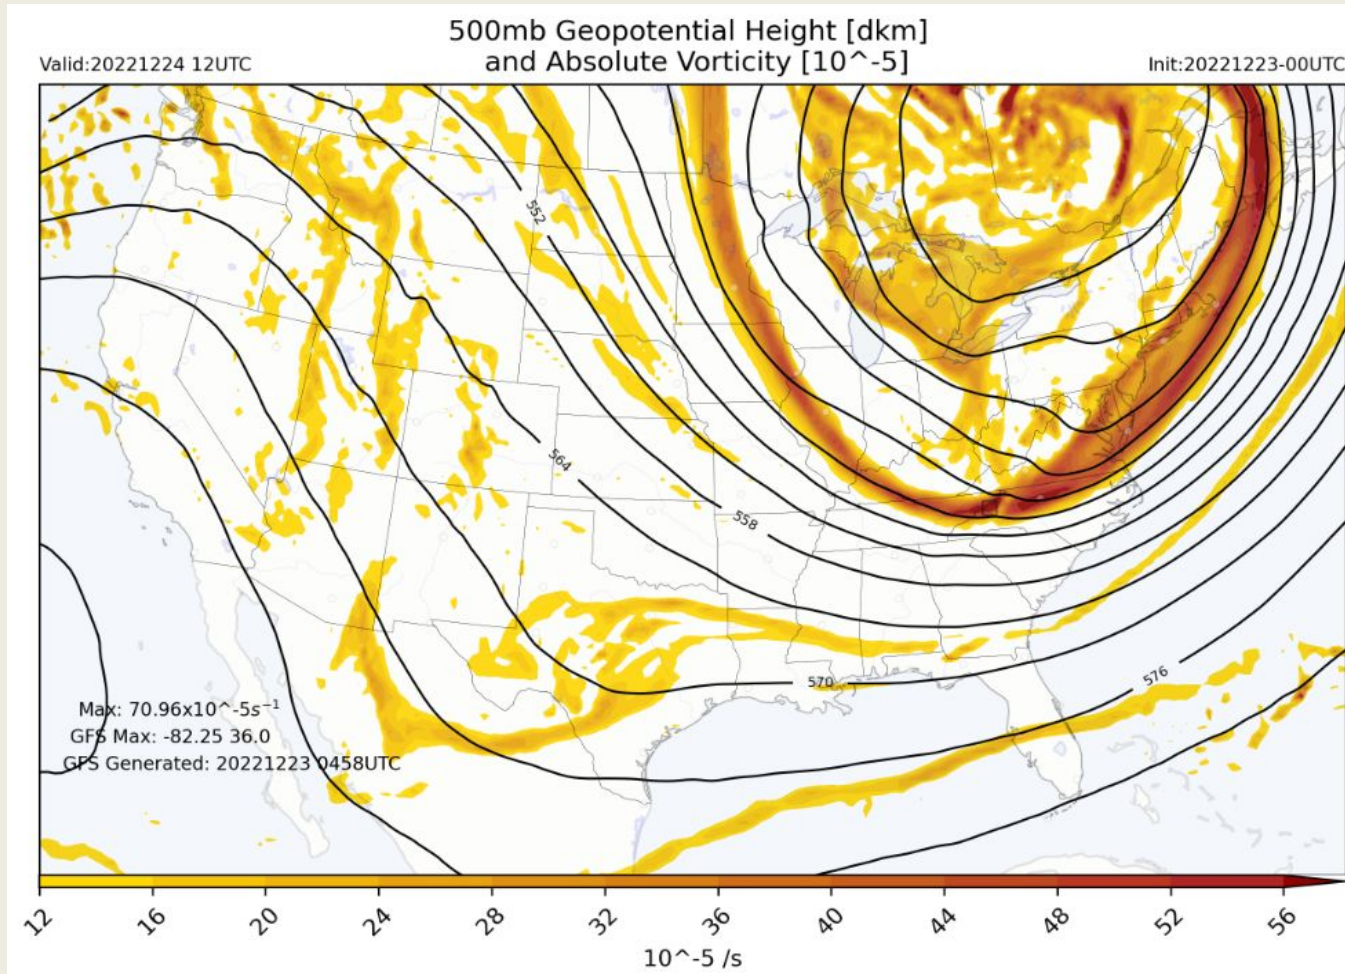 500mb Geopotential Height [dkm]
and Absolute Vorticity [10^-5]
Valid:20221224 12UTC
Init:20221223-00UTC
552
564
558
570
576
Max: 70.96x10^-5s⁻¹
GFS Max: -82.25 36.0
GFS Generated: 20221223 0458UTC
12 16 20 24 28 32 36 40 44 48 52 56
10^-5 /s